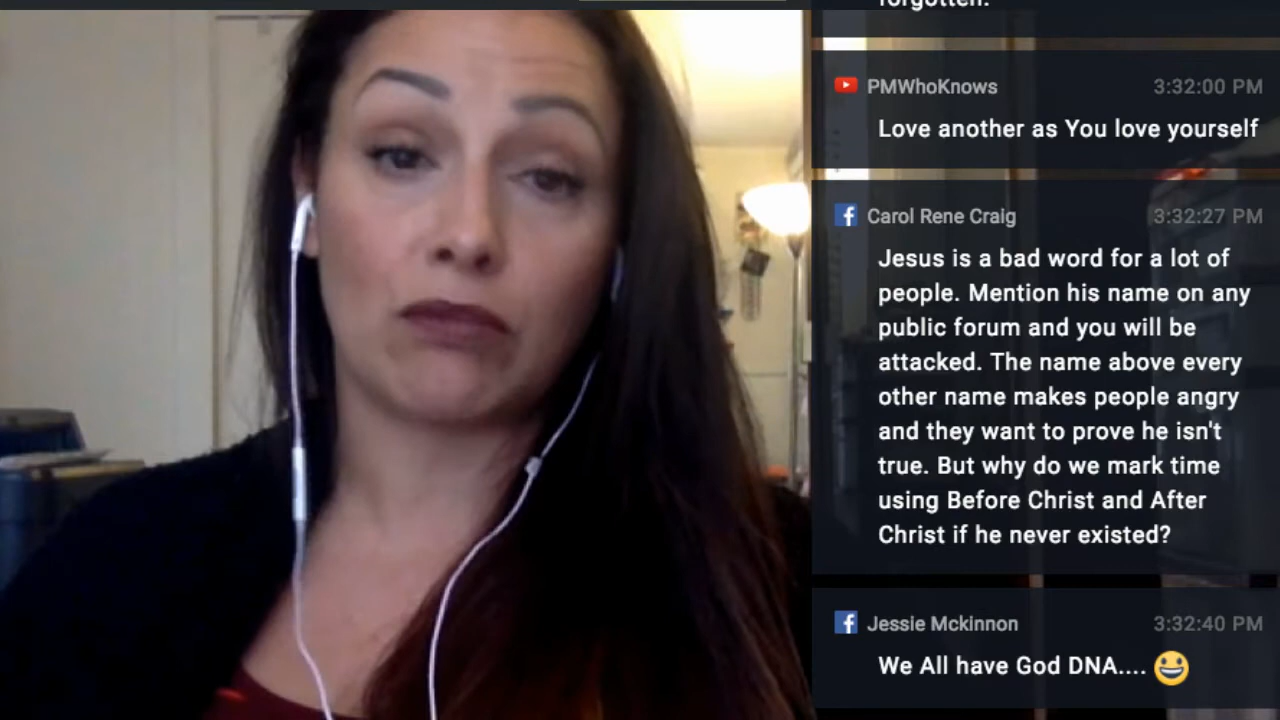 forgotten.
PMWhoKnows 3:32:00 PM
Love another as You love yourself
Carol Rene Craig 3:32:27 PM
Jesus is a bad word for a lot of
people. Mention his name on any
public forum and you will be
attacked. The name above every
other name makes people angry
and they want to prove he isn't
true. But why do we mark time
using Before Christ and After
Christ if he never existed?
Jessie Mckinnon 3:32:40 PM
We All have God DNA.... 😃